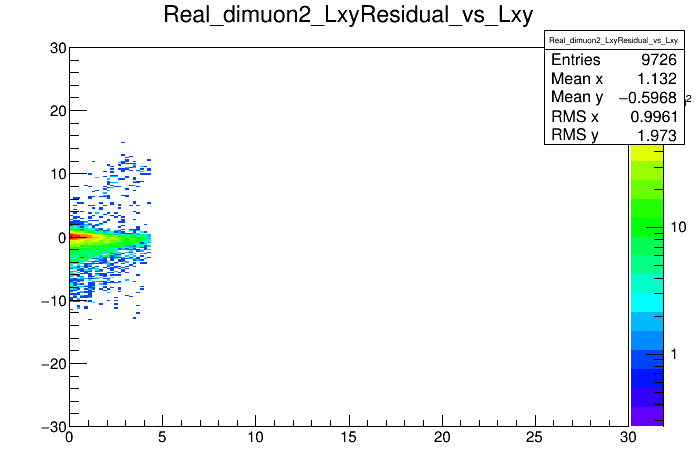 Real_dimuon2_LxyResidual_vs_Lxy
Real_dimuon2_LxyResidual_vs_Lxy
Entries 9726
Mean x 1.132
Mean y −0.5968
RMS x 0.9961
RMS y 1.973
30
20
10
0
−10
−20
−30
0 5 10 15 20 25 30
2
10
1